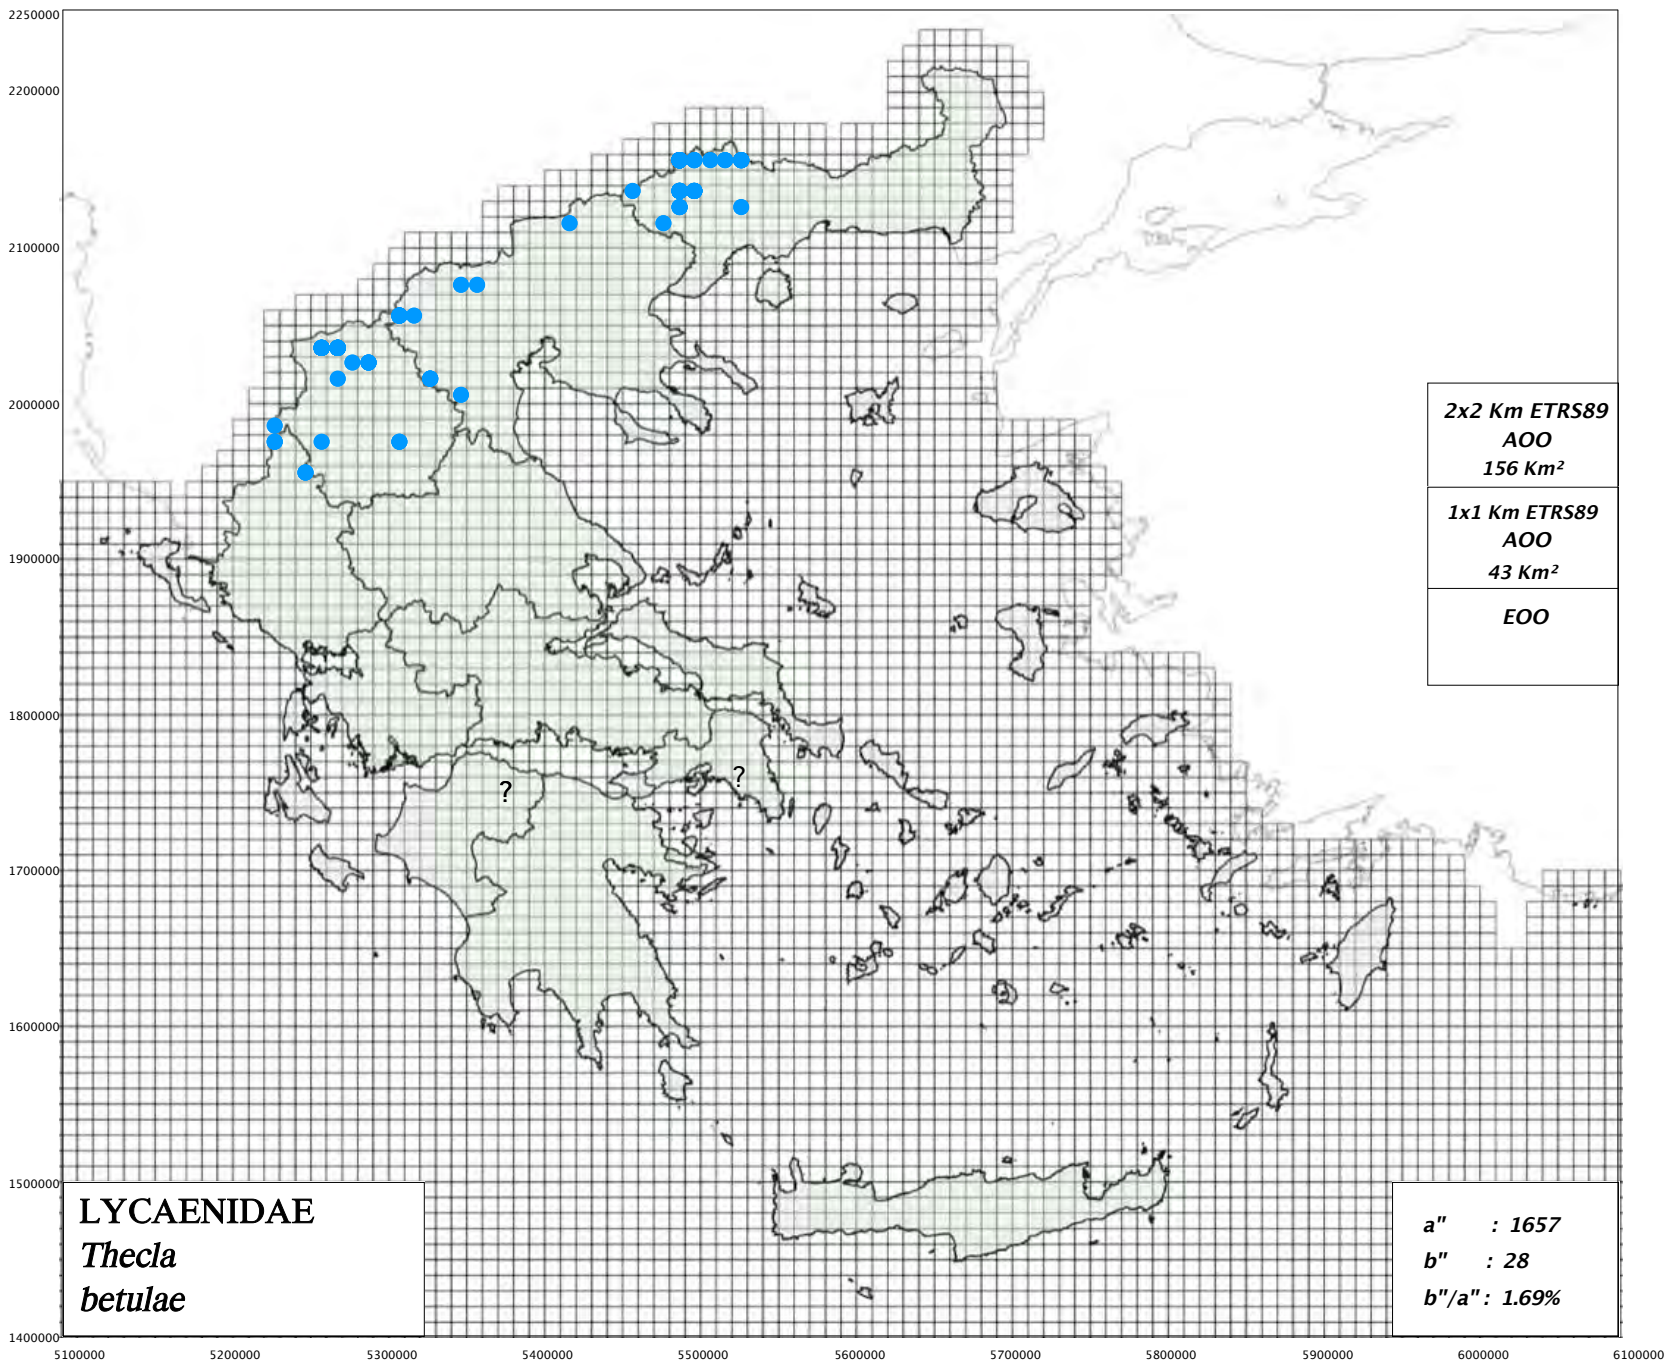 2250000
2200000
2100000
2000000
1900000
1800000
1700000
1600000
1500000
1400000
2x2 Km ETRS89
AOO
156 Km²
1x1 Km ETRS89
AOO
43 Km²
EOO
?
?
LYCAENIDAE
Thecla
betulae
a" : 1657
b" : 28
b"/a" : 1.69%
5100000 5200000 5300000 5400000 5500000 5600000 5700000 5800000 5900000 6000000 6100000